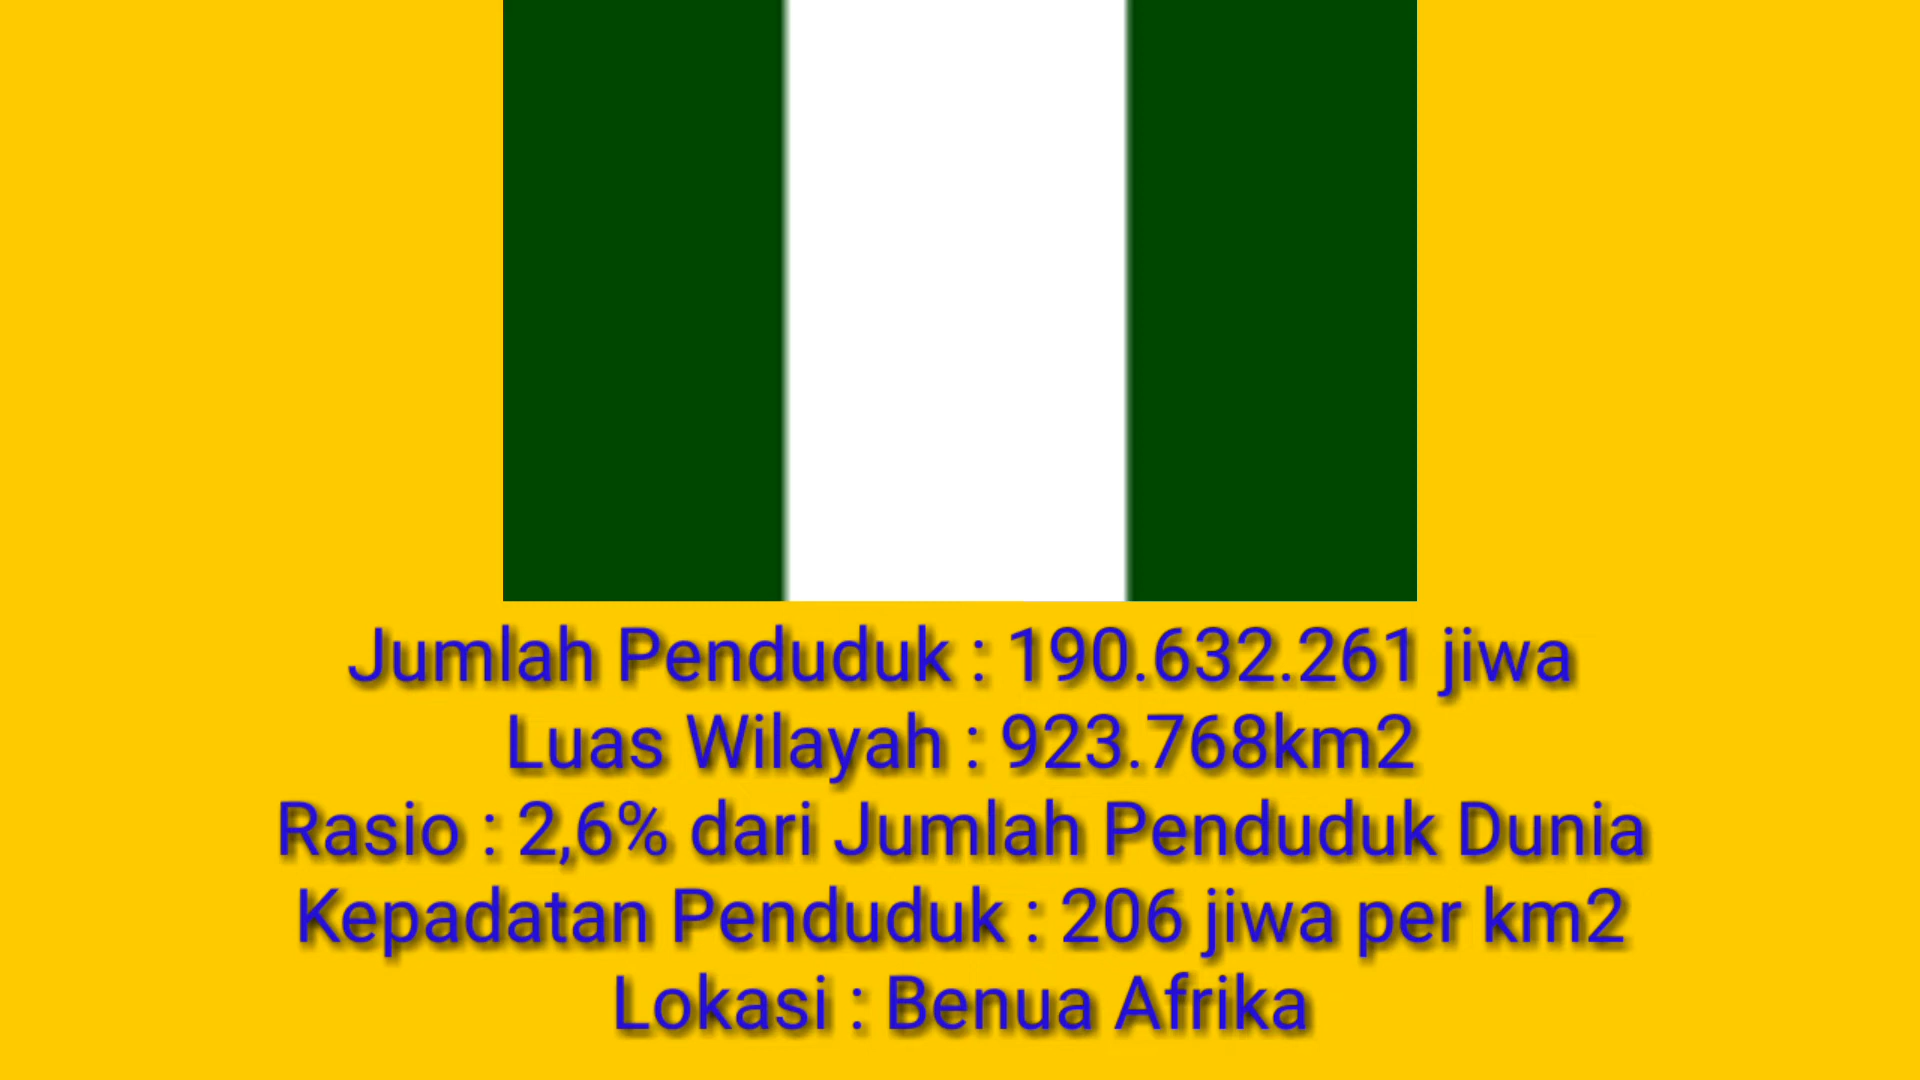 Jumlah Penduduk : 190.632.261 jiwa
Luas Wilayah : 923.768km2
Rasio : 2,6% dari Jumlah Penduduk Dunia
Kepadatan Penduduk : 206 jiwa per km2
Lokasi : Benua Afrika